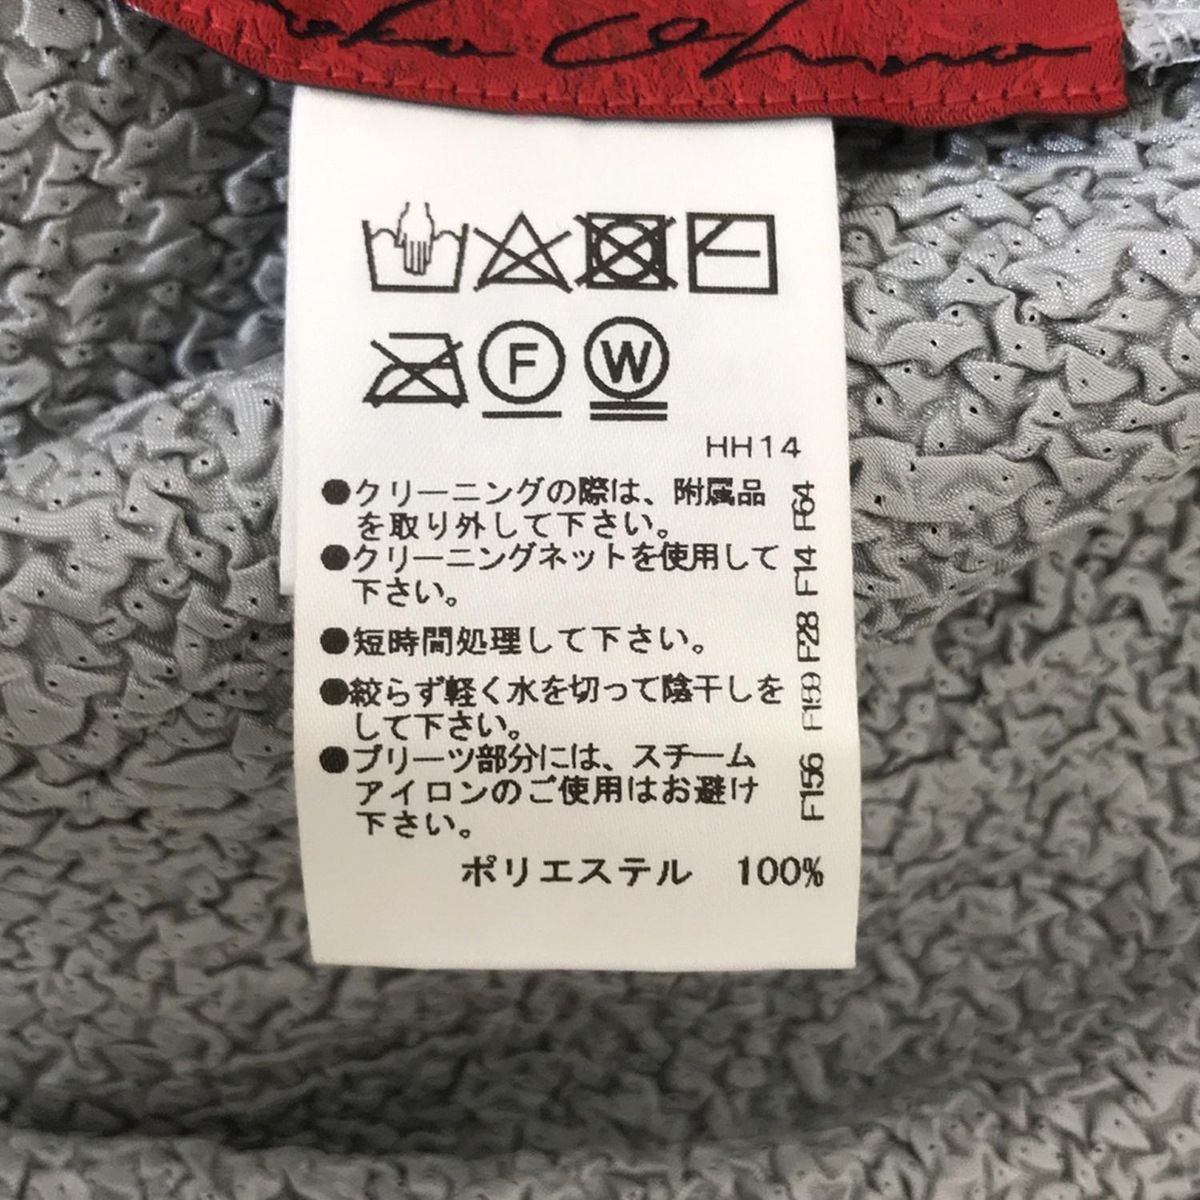 F
W
HH14
●クリーニングの際は、附属品
を取り外して下さい。
●クリーニングネットを使用して
下さい。
●短時間処理して下さい。
●絞らず軽く水を切って陰干しを
して下さい。
●プリーツ部分には、スチーム
アイロンのご使用はお避け
下さい。
ポリエステル 100%
F156 F159 F28 F14 F64